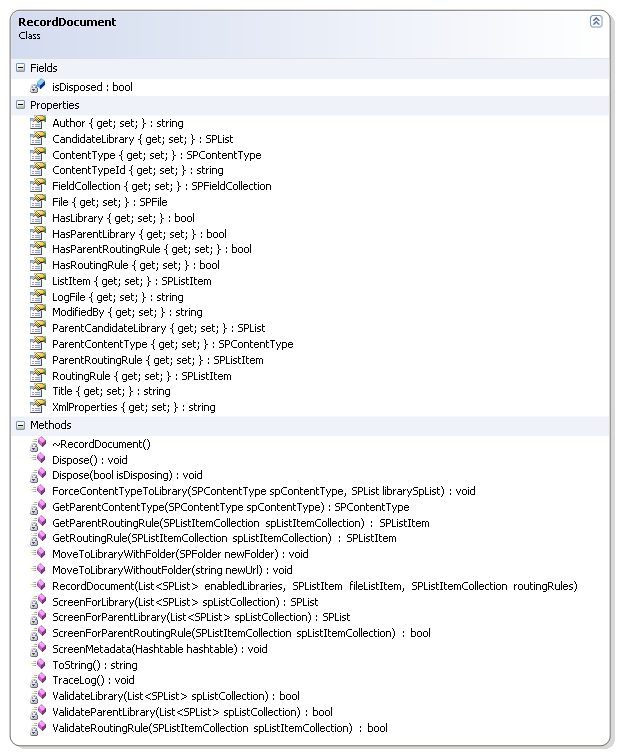 RecordDocument
Class
Fields
isDisposed : bool
Properties
Author { get; set; } : string
CandidateLibrary { get; set; } : SPList
ContentType { get; set; } : SPContentType
ContentTypeId { get; set; } : string
FieldCollection { get; set; } : SPFieldCollection
File { get; set; } : SPFile
HasLibrary { get; set; } : bool
HasParentLibrary { get; set; } : bool
HasParentRoutingRule { get; set; } : bool
HasRoutingRule { get; set; } : bool
ListItem { get; set; } : SPListItem
LogFile { get; set; } : string
ModifiedBy { get; set; } : string
ParentCandidateLibrary { get; set; } : SPList
ParentContentType { get; set; } : SPContentType
ParentRoutingRule { get; set; } : SPListItem
RoutingRule { get; set; } : SPListItem
Title { get; set; } : string
XmlProperties { get; set; } : string
Methods
~RecordDocument()
Dispose() : void
Dispose(bool isDisposing) : void
ForceContentTypeToLibrary(SPContentType spContentType, SPList librarySpList) : void
GetParentContentType(SPContentType spContentType) : SPContentType
GetParentRoutingRule(SPListItemCollection spListItemCollection) : SPListItem
GetRoutingRule(SPListItemCollection spListItemCollection) : SPListItem
MoveToLibraryWithFolder(SPFolder newFolder) : void
MoveToLibraryWithoutFolder(string newUrl) : void
RecordDocument(List<SPList> enabledLibraries, SPListItem fileListItem, SPListItemCollection routingRules)
ScreenForLibrary(List<SPList> spListCollection) : SPList
ScreenForParentLibrary(List<SPList> spListCollection) : SPList
ScreenForParentRoutingRule(SPListItemCollection spListItemCollection) : bool
ScreenMetadata(Hashtable hashtable) : void
ToString() : string
TraceLog() : void
ValidateLibrary(List<SPList> spListCollection) : bool
ValidateParentLibrary(List<SPList> spListCollection) : bool
ValidateRoutingRule(SPListItemCollection spListItemCollection) : bool